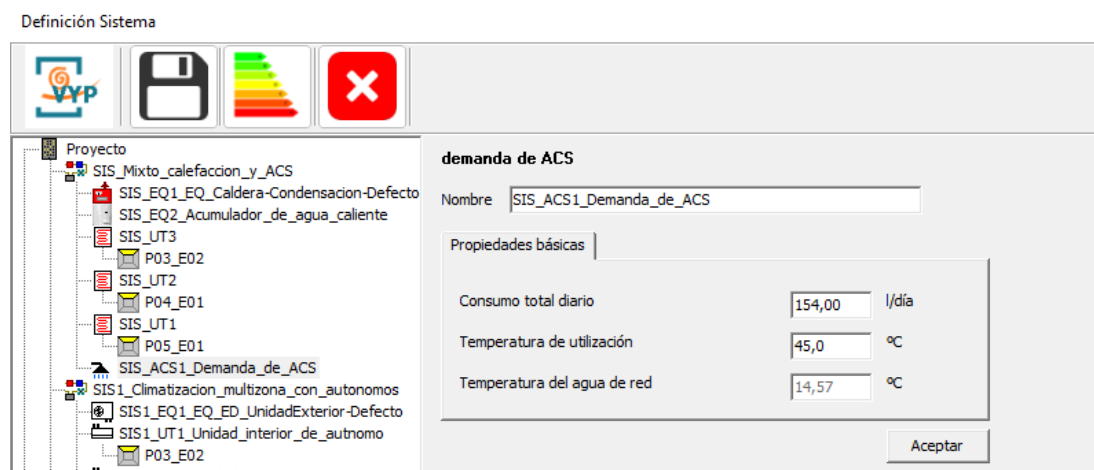 Definición Sistema
VYP
Proyecto
SIS_Mixto_calefaccion_y_ACS
SIS_EQ1_EQ_Caldera-Condensacion-Defecto
SIS_EQ2_Acumulador_de_agua_caliente
SIS_UT3
P03_E02
SIS_UT2
P04_E01
SIS_UT1
P05_E01
SIS_ACS1_Demanda_de_ACS
SIS1_Climatizacion_multizona_con_autonomos
SIS1_EQ1_EQ_ED_UnidadExterior-Defecto
SIS1_UT1_Unidad_interior_de_autnomo
P03_E02
demanda de ACS
Nombre SIS_ACS1_Demanda_de_ACS
Propiedades básicas
Consumo total diario 154,00 l/día
Temperatura de utilización 45,0 ºC
Temperatura del agua de red 14,57 ºC
Aceptar